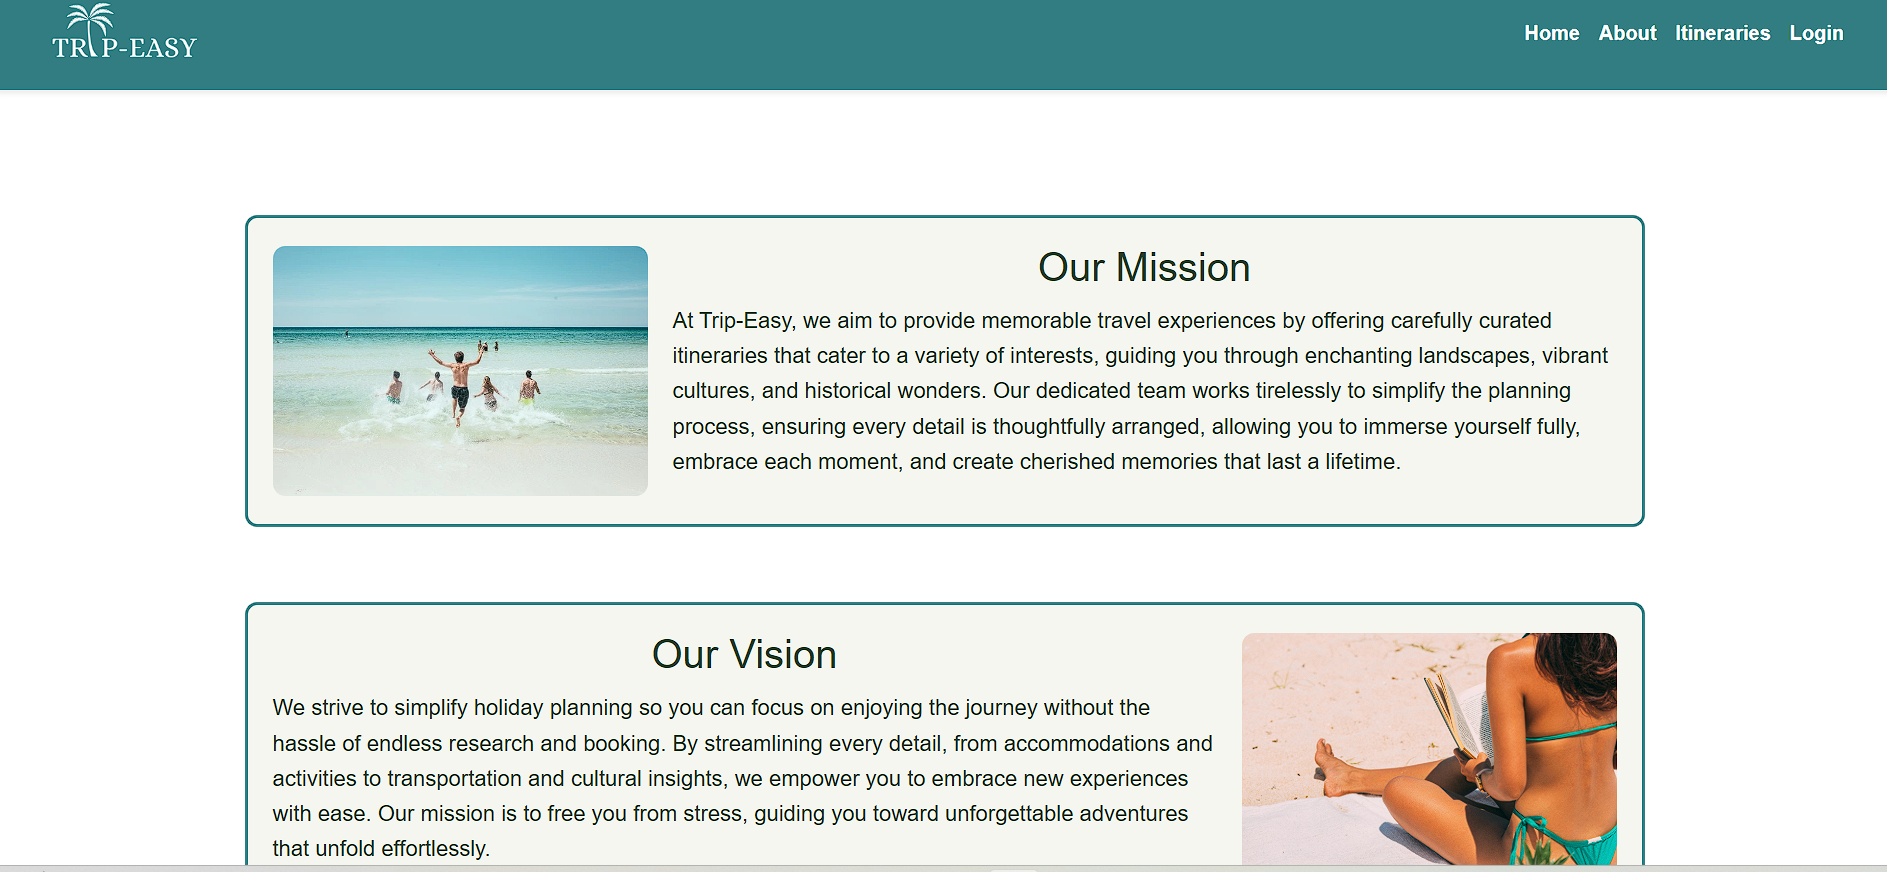 TRIP-EASY
Home About Itineraries Login
Our Mission
At Trip-Easy, we aim to provide memorable travel experiences by offering carefully curated
itineraries that cater to a variety of interests, guiding you through enchanting landscapes, vibrant
cultures, and historical wonders. Our dedicated team works tirelessly to simplify the planning
process, ensuring every detail is thoughtfully arranged, allowing you to immerse yourself fully,
embrace each moment, and create cherished memories that last a lifetime.
Our Vision
We strive to simplify holiday planning so you can focus on enjoying the journey without the
hassle of endless research and booking. By streamlining every detail, from accommodations and
activities to transportation and cultural insights, we empower you to embrace new experiences
with ease. Our mission is to free you from stress, guiding you toward unforgettable adventures
that unfold effortlessly.